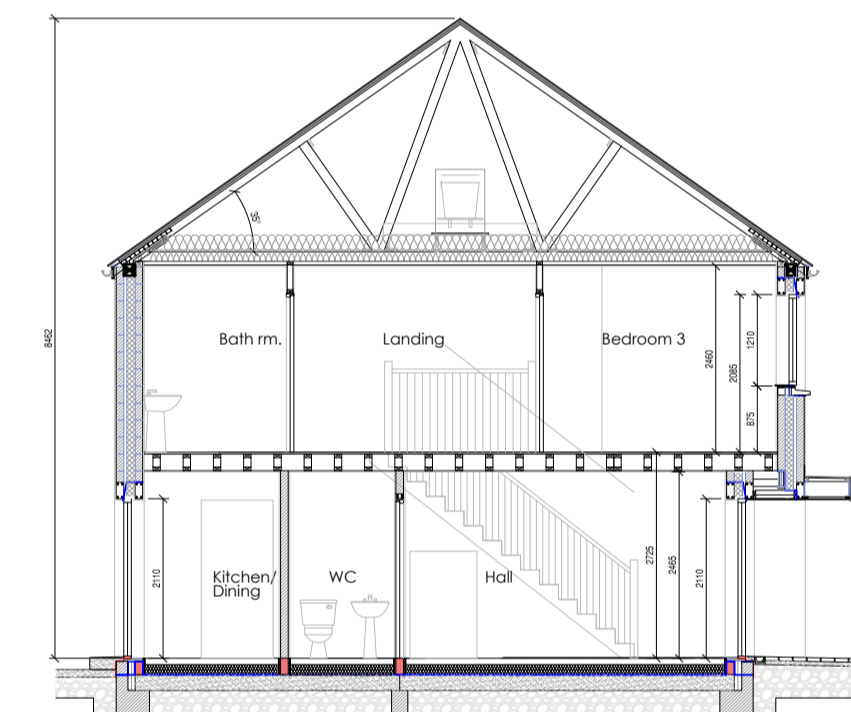 35°
8462
Bath rm.
Landing
Bedroom 3
2460
2085
1210
875
Kitchen/
Dining
WC
Hall
2110
2725
2465
2110